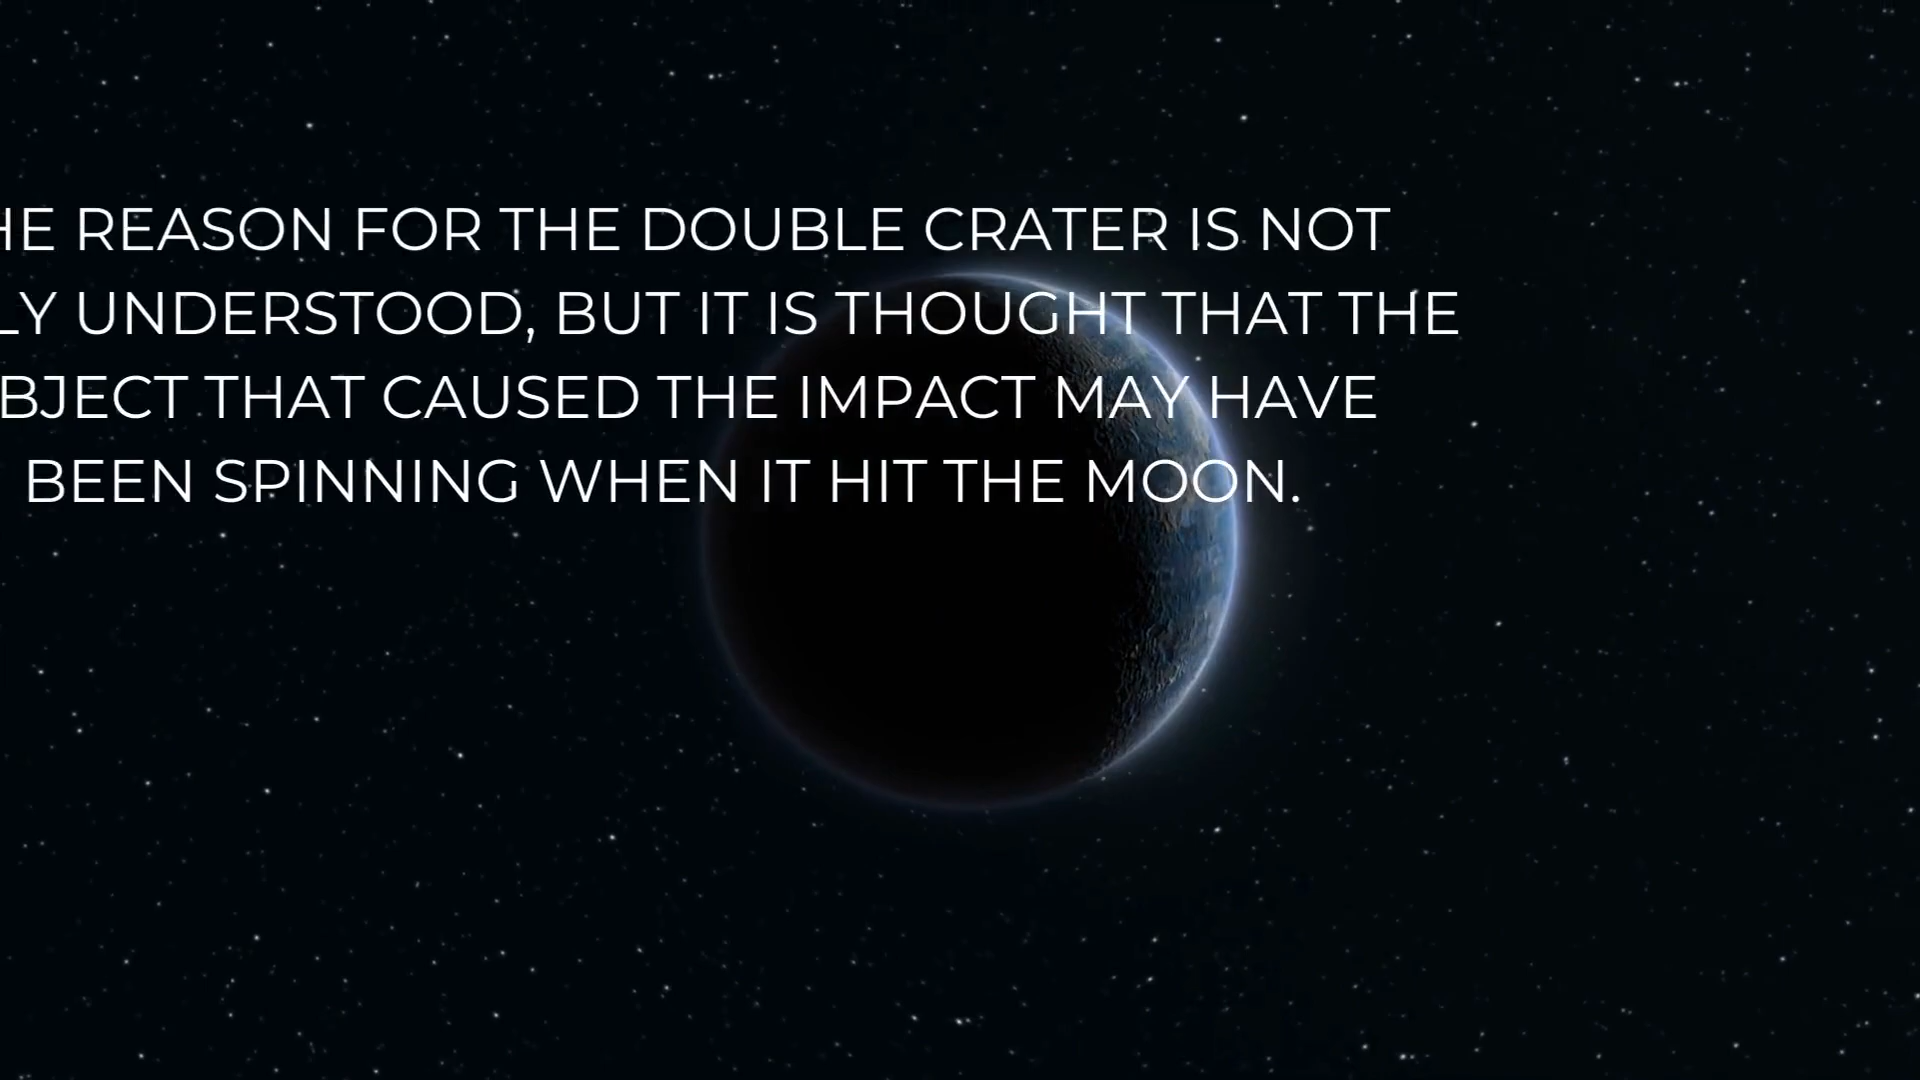 HE REASON FOR THE DOUBLE CRATER IS NOT
LY UNDERSTOOD, BUT IT IS THOUGHT THAT THE
BJECT THAT CAUSED THE IMPACT MAY HAVE
BEEN SPINNING WHEN IT HIT THE MOON.